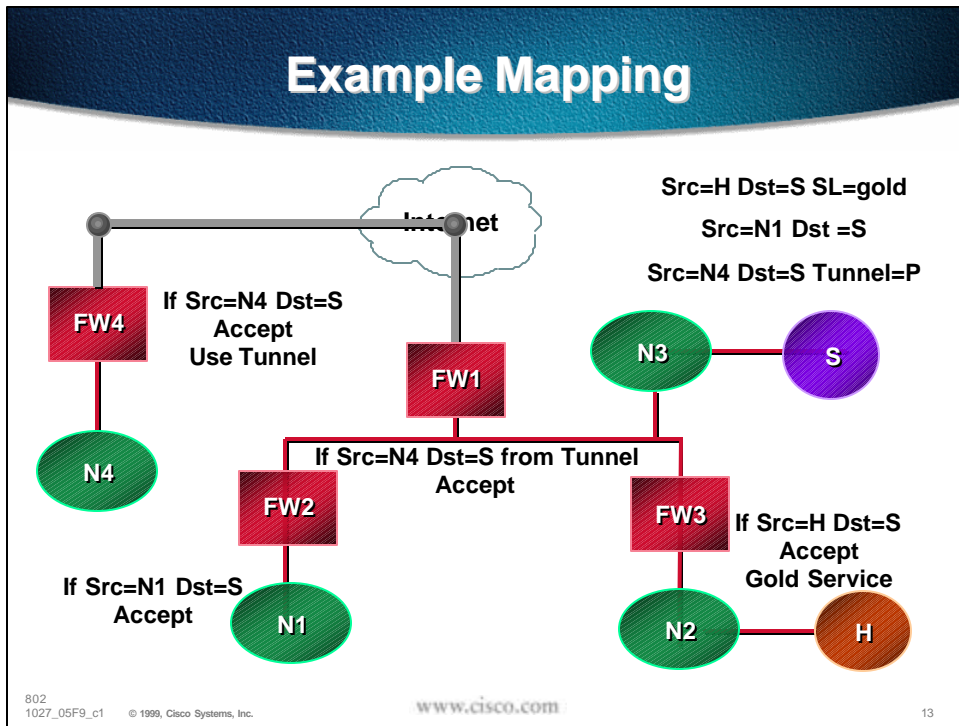 Example Mapping
Internet
Src=H Dst=S SL=gold
Src=N1 Dst =S
Src=N4 Dst=S Tunnel=P
If Src=N4 Dst=S
Accept
Use Tunnel
FW4
N4
FW1
N3
S
If Src=N4 Dst=S from Tunnel
Accept
FW2
FW3
If Src=H Dst=S
Accept
Gold Service
If Src=N1 Dst=S
Accept
N1
N2
H
802
1027_05F9_c1 © 1999, Cisco Systems, Inc.
www.cisco.com
13